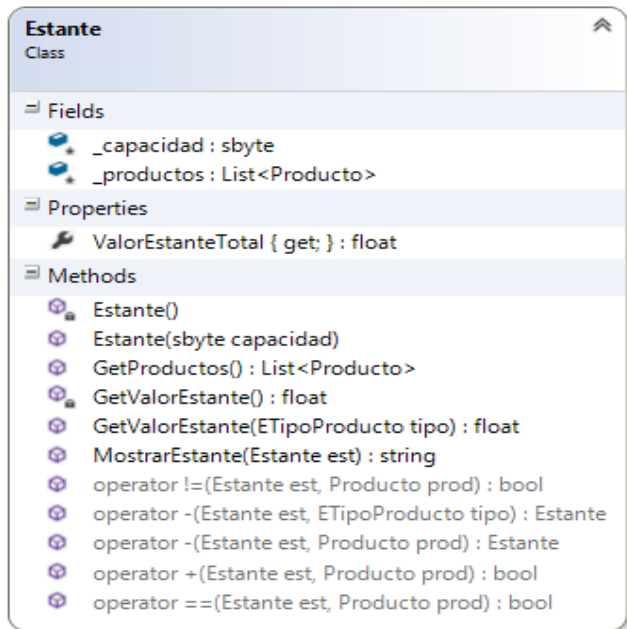 Estante
Class
Fields
_capacidad : sbyte
_productos : List<Producto>
Properties
ValorEstanteTotal { get; } : float
Methods
Estante()
Estante(sbyte capacidad)
GetProductos() : List<Producto>
GetValorEstante() : float
GetValorEstante(ETipoProducto tipo) : float
MostrarEstante(Estante est) : string
operator !=(Estante est, Producto prod) : bool
operator -(Estante est, ETipoProducto tipo) : Estante
operator -(Estante est, Producto prod) : Estante
operator +(Estante est, Producto prod) : bool
operator ==(Estante est, Producto prod) : bool